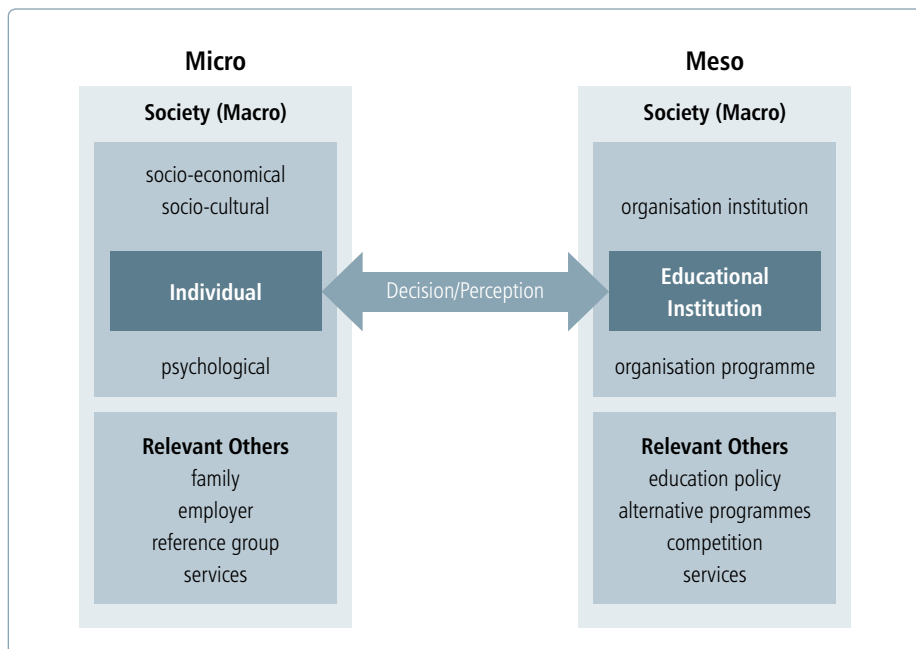 Micro
Society (Macro)
socio-economical
socio-cultural
Individual
psychological
Relevant Others
family
employer
reference group
services
Decision/Perception
Meso
Society (Macro)
organisation institution
Educational
Institution
organisation programme
Relevant Others
education policy
alternative programmes
competition
services